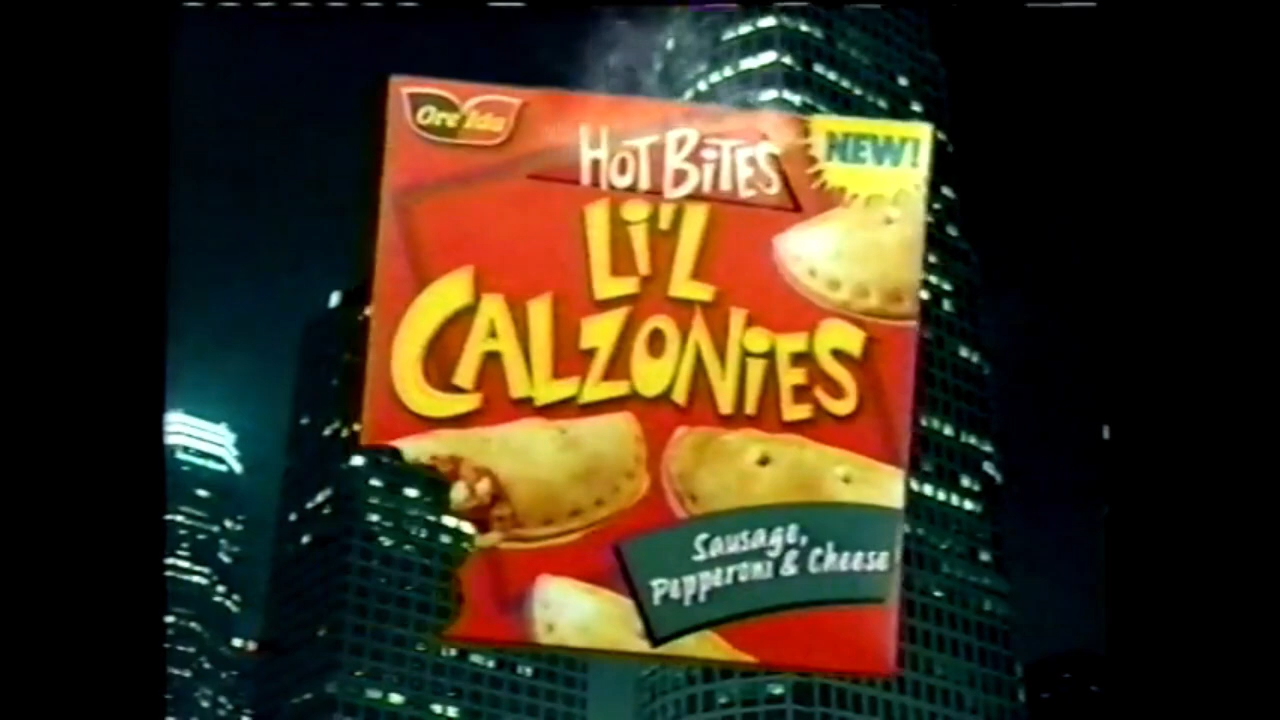 Ore Ida
NEW!
HOT BiTES
Li'L
CALZONiES
Sausage,
Pepperoni & Cheese